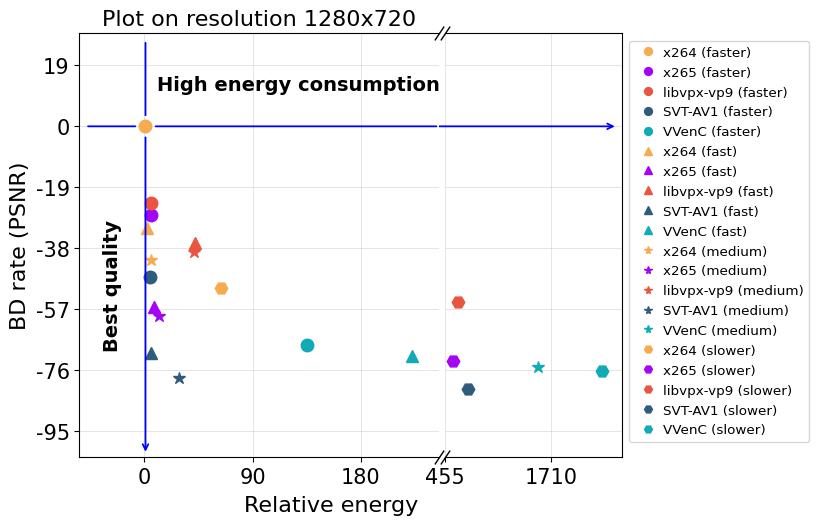 Plot on resolution 1280x720
High energy consumption
Best quality
BD rate (PSNR)
19
0
-19
-38
-57
-76
-95
0 90 180 455 1710
Relative energy
x264 (faster)
x265 (faster)
libvpx-vp9 (faster)
SVT-AV1 (faster)
VVenC (faster)
x264 (fast)
x265 (fast)
libvpx-vp9 (fast)
SVT-AV1 (fast)
VVenC (fast)
x264 (medium)
x265 (medium)
libvpx-vp9 (medium)
SVT-AV1 (medium)
VVenC (medium)
x264 (slower)
x265 (slower)
libvpx-vp9 (slower)
SVT-AV1 (slower)
VVenC (slower)